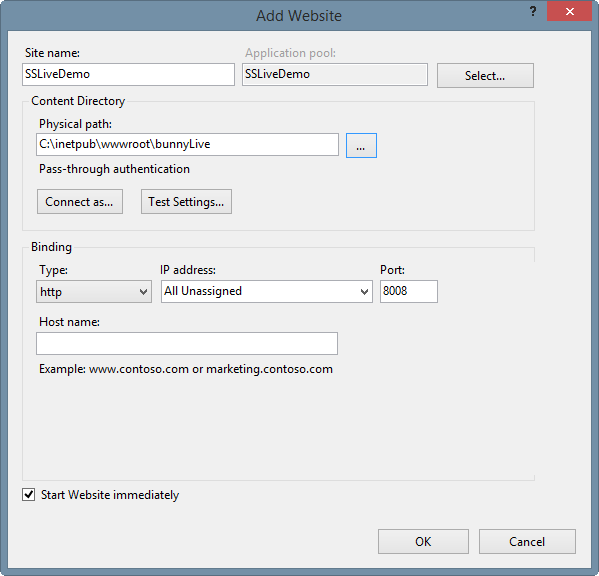 Add Website
?
Site name:
Application pool:
SSLiveDemo
SSLiveDemo
Select...
Content Directory
Physical path:
C:\inetpub\wwwroot\bunnyLive
...
Pass-through authentication
Connect as...
Test Settings...
Binding
Type:
IP address:
Port:
http
All Unassigned
8008
Host name:
Example: www.contoso.com or marketing.contoso.com
Start Website immediately
OK
Cancel